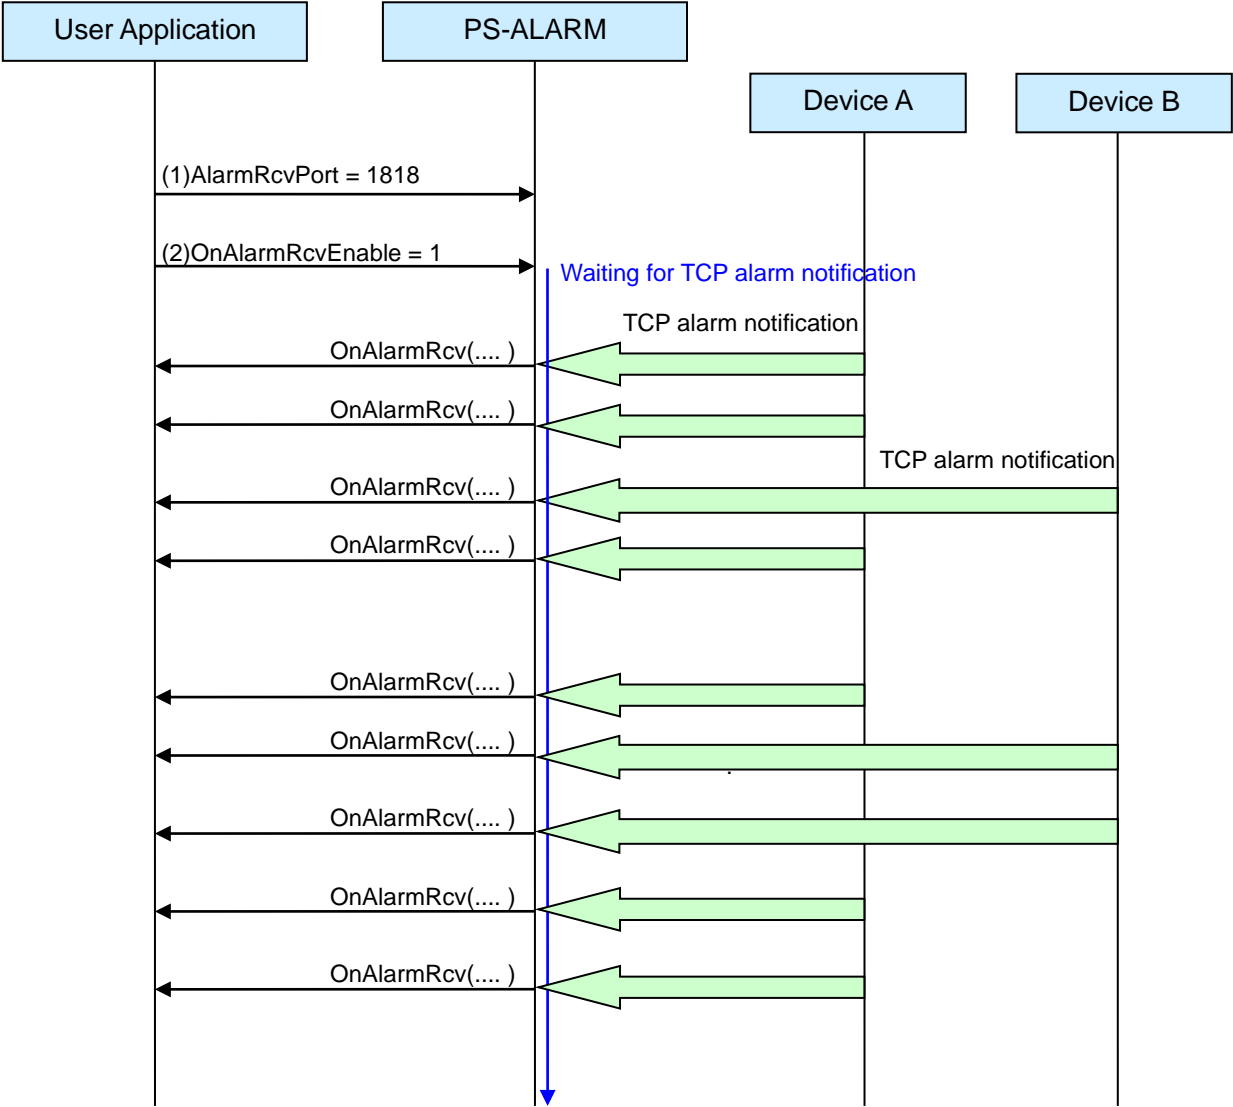 User Application
PS-ALARM
Device A
Device B
(1)AlarmRcvPort = 1818
(2)OnAlarmRcvEnable = 1
Waiting for TCP alarm notification
TCP alarm notification
OnAlarmRcv(.... )
OnAlarmRcv(.... )
TCP alarm notification
OnAlarmRcv(.... )
OnAlarmRcv(.... )
OnAlarmRcv(.... )
OnAlarmRcv(.... )
OnAlarmRcv(.... )
OnAlarmRcv(.... )
OnAlarmRcv(.... )